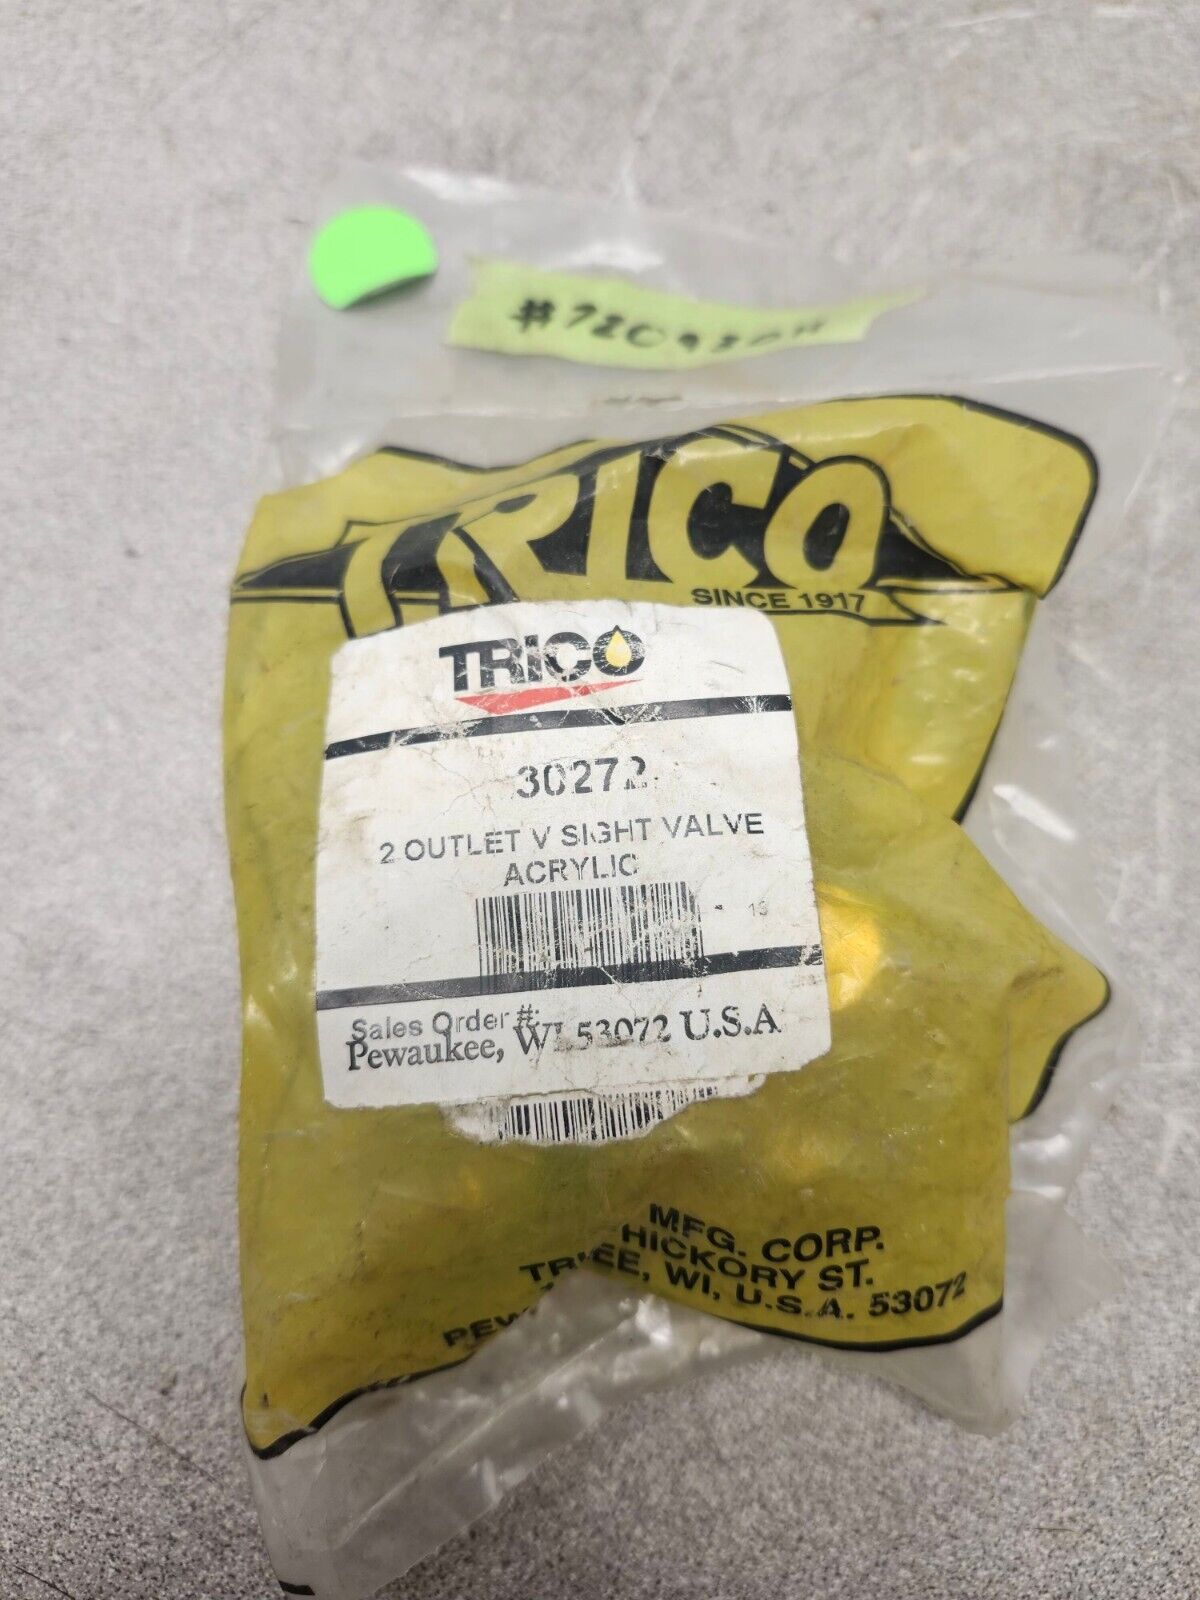 TRICO
SINCE 1917
TRICO
30272
2 OUTLET V SIGHT VALVE
ACRYLIC
Sales Order #:
Pewaukee, WI 53072 U.S.A
MFG. CORP.
HICKORY ST.
EE, WI, U.S.A. 53072